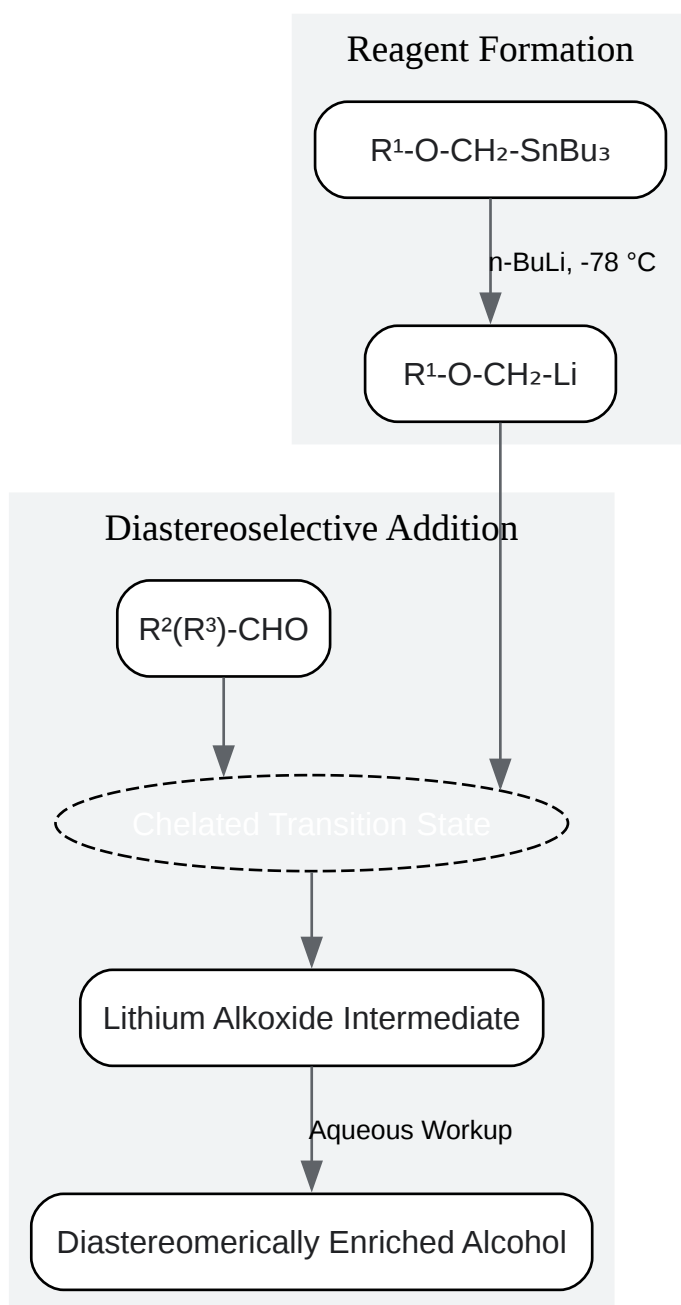 Reagent Formation
R¹-O-CH₂-SnBu₃
n-BuLi, -78 °C
R¹-O-CH₂-Li
Diastereoselective Addition
R²(R³)-CHO
Chelated Transition State
Lithium Alkoxide Intermediate
Aqueous Workup
Diastereomerically Enriched Alcohol